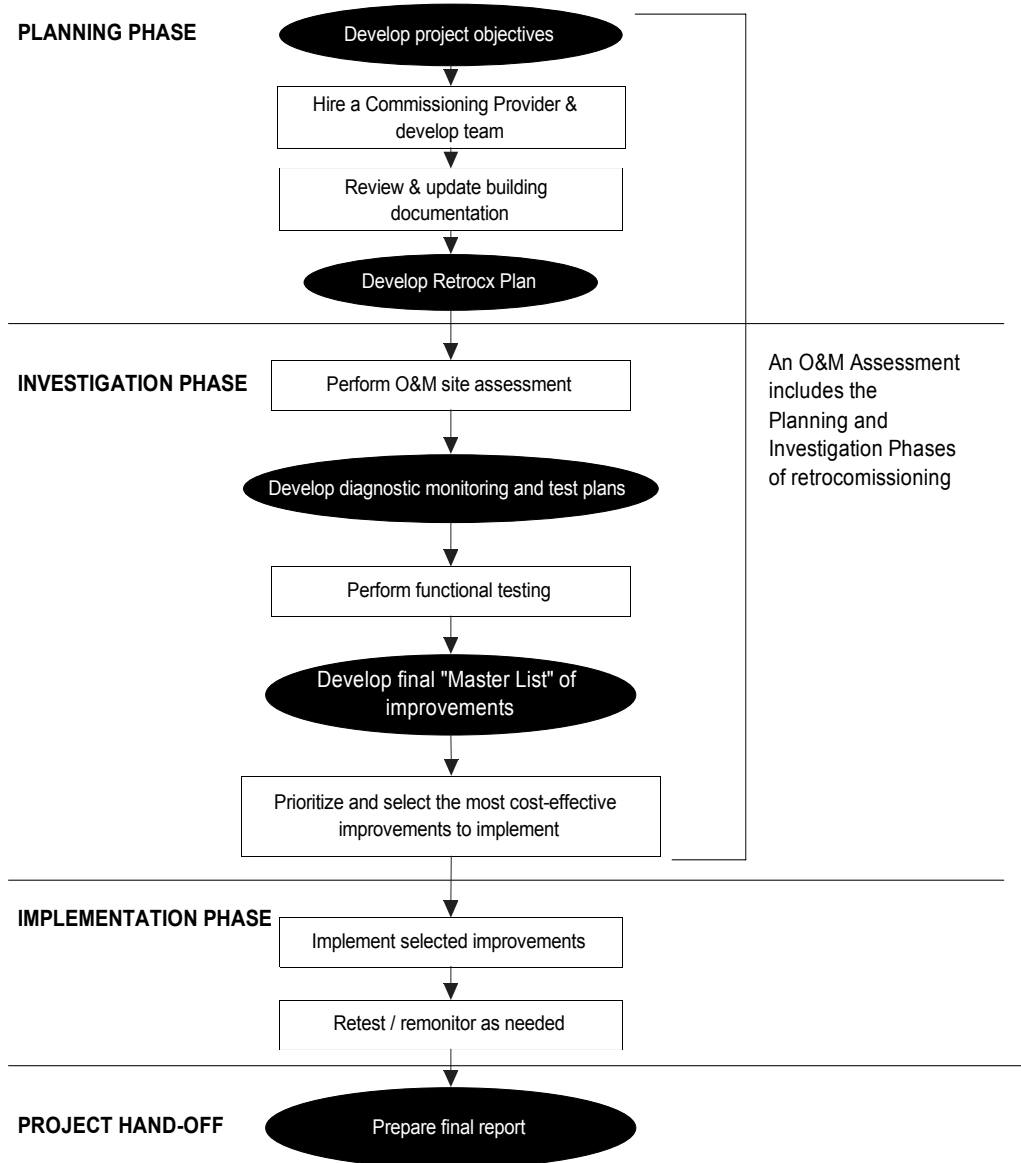 PLANNING PHASE
Develop project objectives
Hire a Commissioning Provider &
develop team
Review & update building
documentation
Develop Retrocx Plan
INVESTIGATION PHASE
Perform O&M site assessment
An O&M Assessment
includes the
Planning and
Investigation Phases
of retrocomissioning
Develop diagnostic monitoring and test plans
Perform functional testing
Develop final "Master List" of
improvements
Prioritize and select the most cost-effective
improvements to implement
IMPLEMENTATION PHASE
Implement selected improvements
Retest / remonitor as needed
PROJECT HAND-OFF
Prepare final report